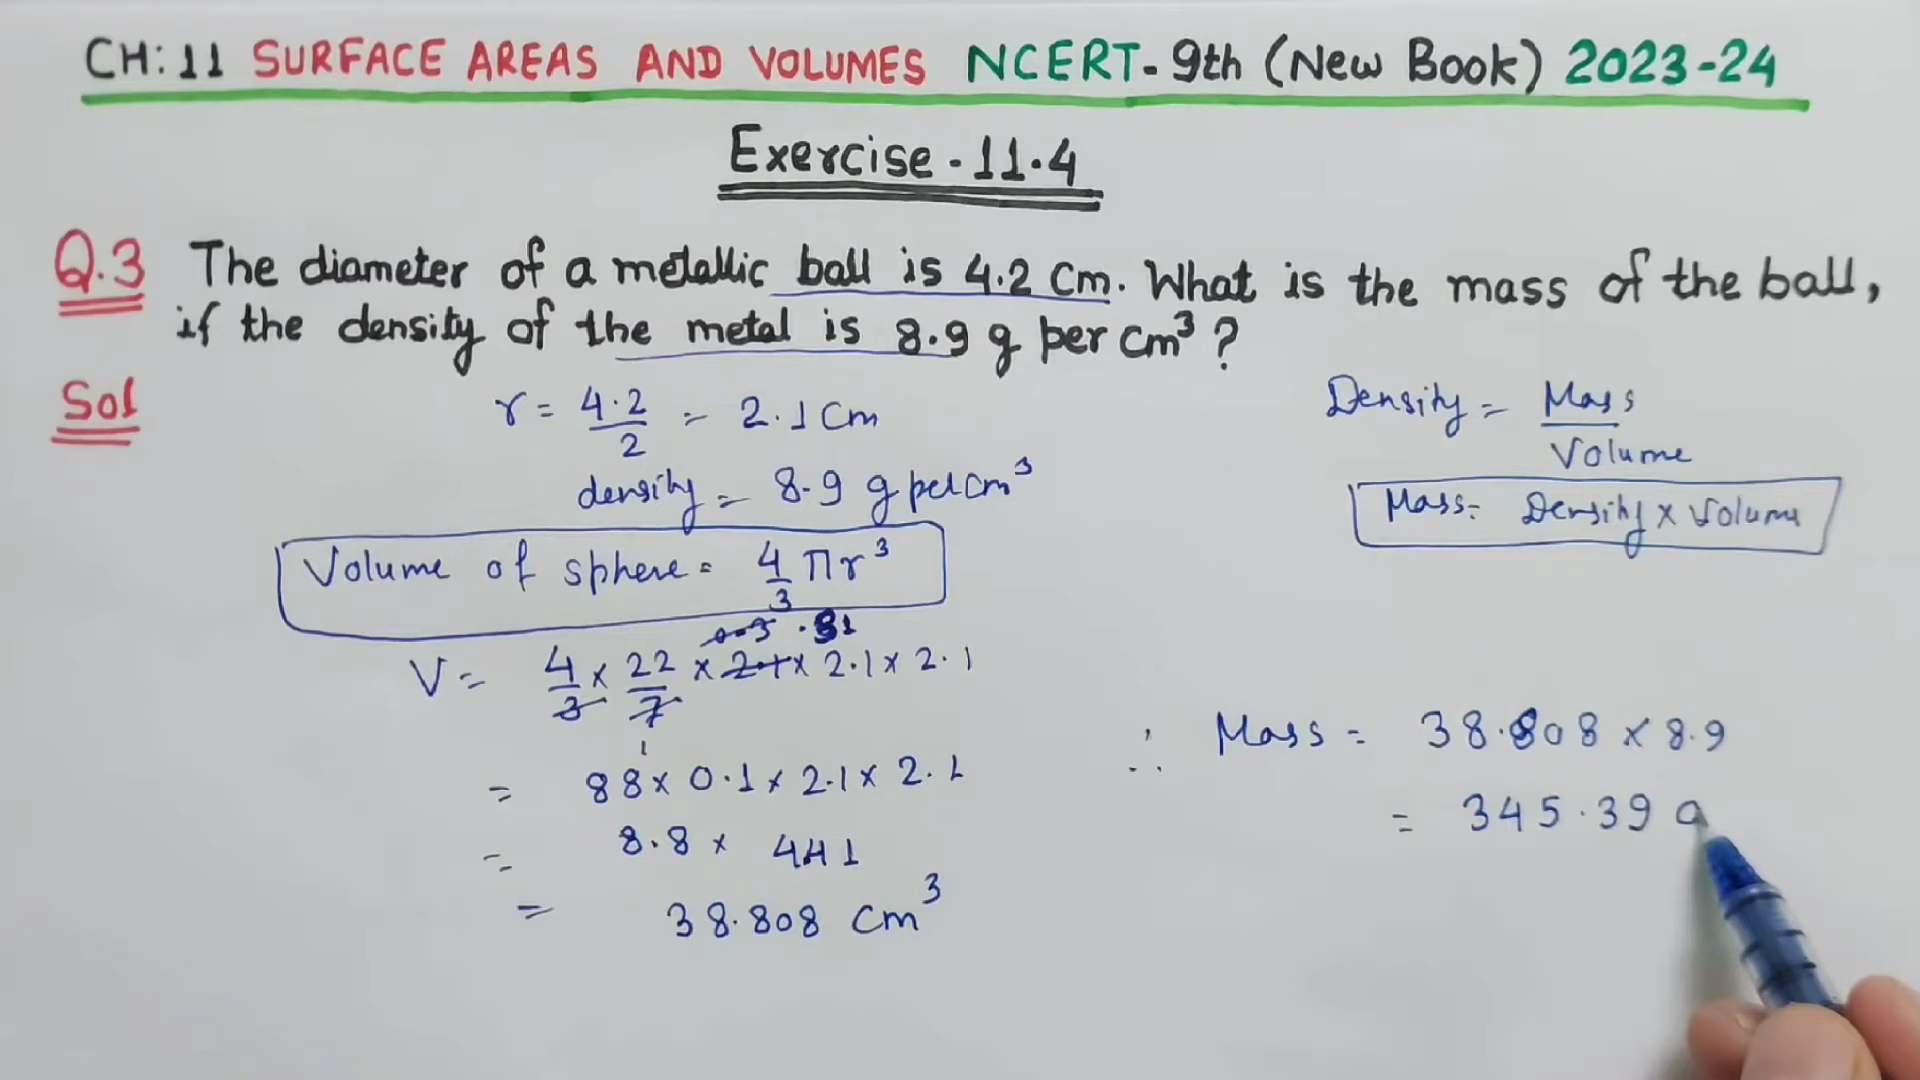 CH: 11 SURFACE AREAS AND VOLUMES NCERT- 9th (New Book) 2023-24
Exercise - 11.4
Q.3 The diameter of a metallic ball is 4.2 Cm. What is the mass of the ball,
if the density of the metal is 8.9 g per cm³ ?
Sol
r = 4.2/2 = 2.1 Cm
density = 8.9 g per cm³
Volume of sphere = 4/3 πr³
V = 4/3 × 22/7 × 2.1 × 2.1 × 2.1
= 88 × 0.1 × 2.1 × 2.1
= 8.8 × 441
= 38.808 cm³
Density = Mass/Volume
Mass = Density × Volume
∴ Mass = 38.808 × 8.9
= 345.39